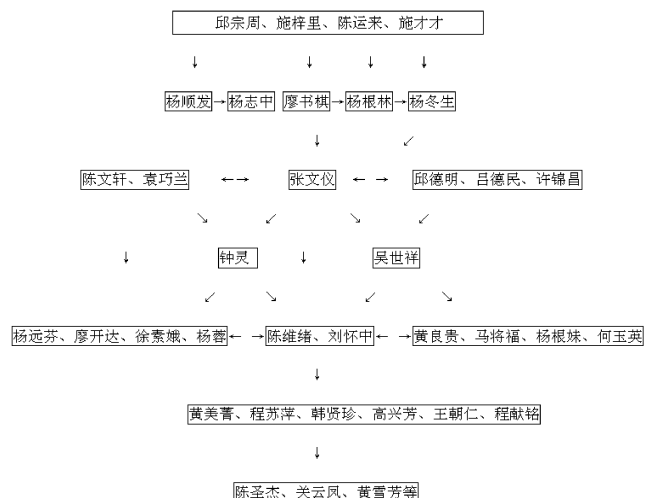 邱宗周、施梓里、陈运来、施才才
杨顺发→杨志中 廖书棋→杨根林→杨冬生
陈文轩、袁巧兰 ←→ 张文仪 ← → 邱德明、吕德民、许锦昌
钟灵 吴世祥
杨远芬、廖开达、徐素娥、杨蓉← →陈维绪、刘怀中← →黄良贵、马将福、杨根妹、何玉英
黄美菁、程苏萍、韩贤珍、高兴芳、王朝仁、程献铭
陈圣杰、关云凤、黄雪芳等